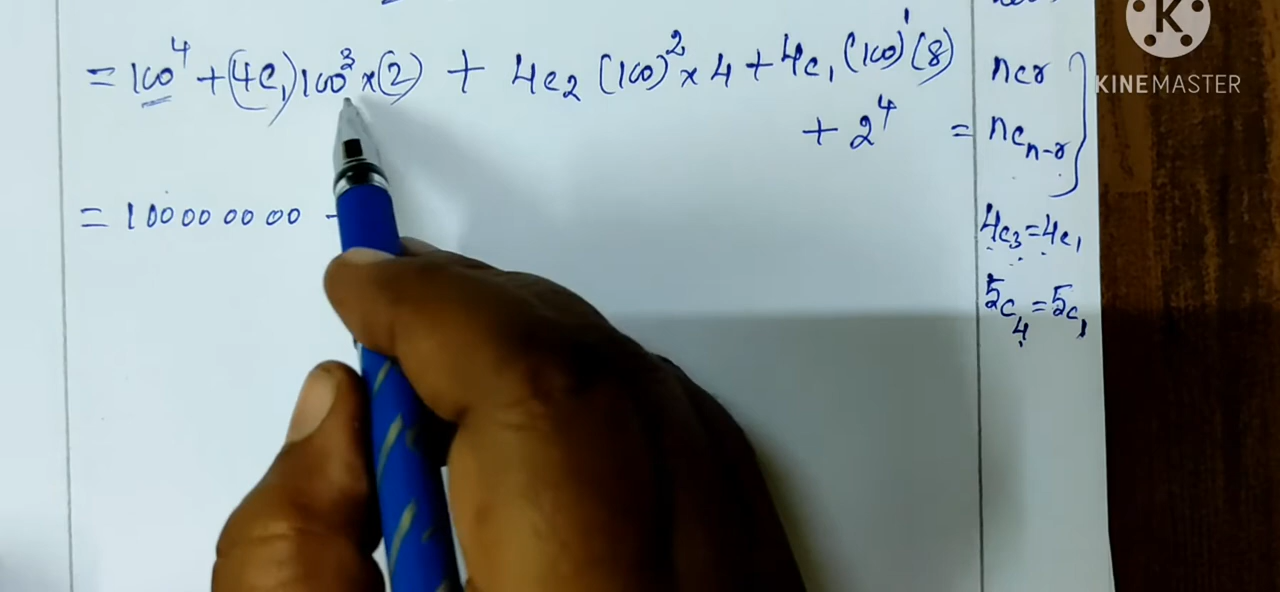 = 100⁴ + (4C₁) 100³ × (2) + 4C₂ (100)² × 4 + 4C₁ (100)¹ (8)
+ 2⁴
= 100000000 -
nCr
= nCn-r
4C₃ = 4C₁
5C₄ = 5C₁
K
KINEMASTER